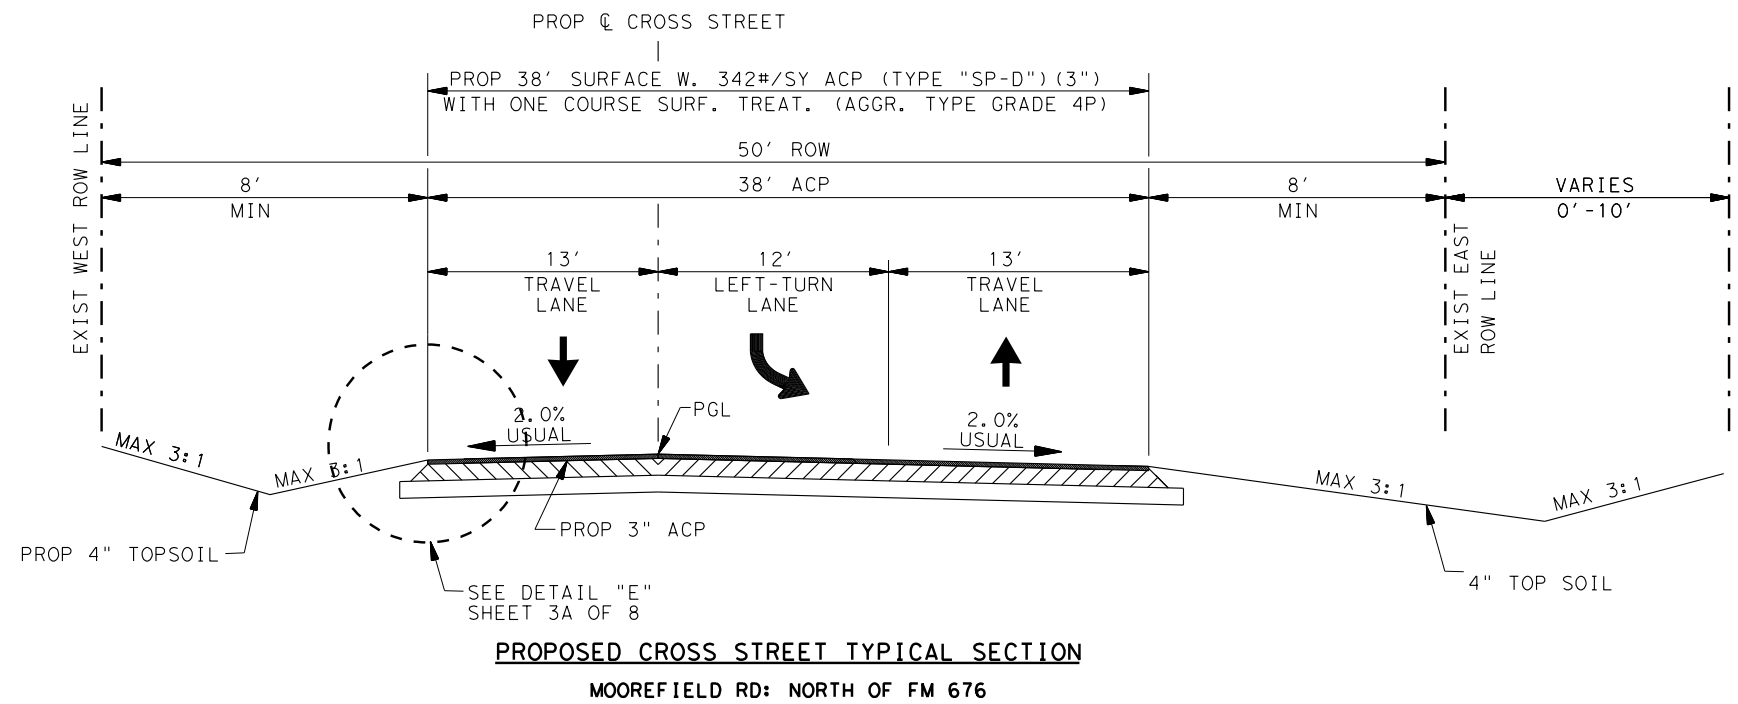 PROP ℄ CROSS STREET
PROP 38' SURFACE W. 342#/SY ACP (TYPE "SP-D")(3")
WITH ONE COURSE SURF. TREAT. (AGGR. TYPE GRADE 4P)
50' ROW
8'
MIN
38' ACP
8'
MIN
VARIES
0'-10'
EXIST WEST ROW LINE
EXIST EAST
ROW LINE
13'
TRAVEL
LANE
12'
LEFT-TURN
LANE
13'
TRAVEL
LANE
2.0%
USUAL
PGL
2.0%
USUAL
MAX 3:1
MAX 3:1
MAX 3:1
MAX 3:1
PROP 4" TOPSOIL
PROP 3" ACP
4" TOP SOIL
SEE DETAIL "E"
SHEET 3A OF 8
PROPOSED CROSS STREET TYPICAL SECTION
MOOREFIELD RD: NORTH OF FM 676